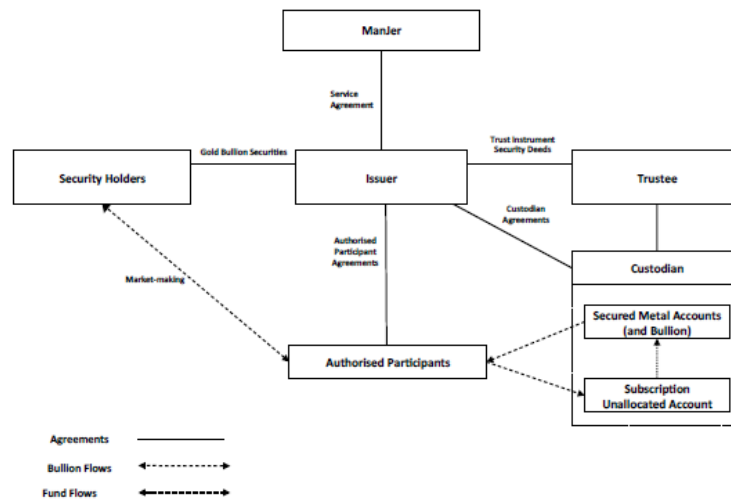 ManJer
Service
Agreement
Gold Bullion Securities
Trust Instrument
Security Deeds
Security Holders
Issuer
Trustee
Custodian
Agreements
Authorised
Participant
Agreements
Custodian
Market-making
Secured Metal Accounts
(and Bullion)
Authorised Participants
Subscription
Unallocated Account
Agreements
Bullion Flows
Fund Flows